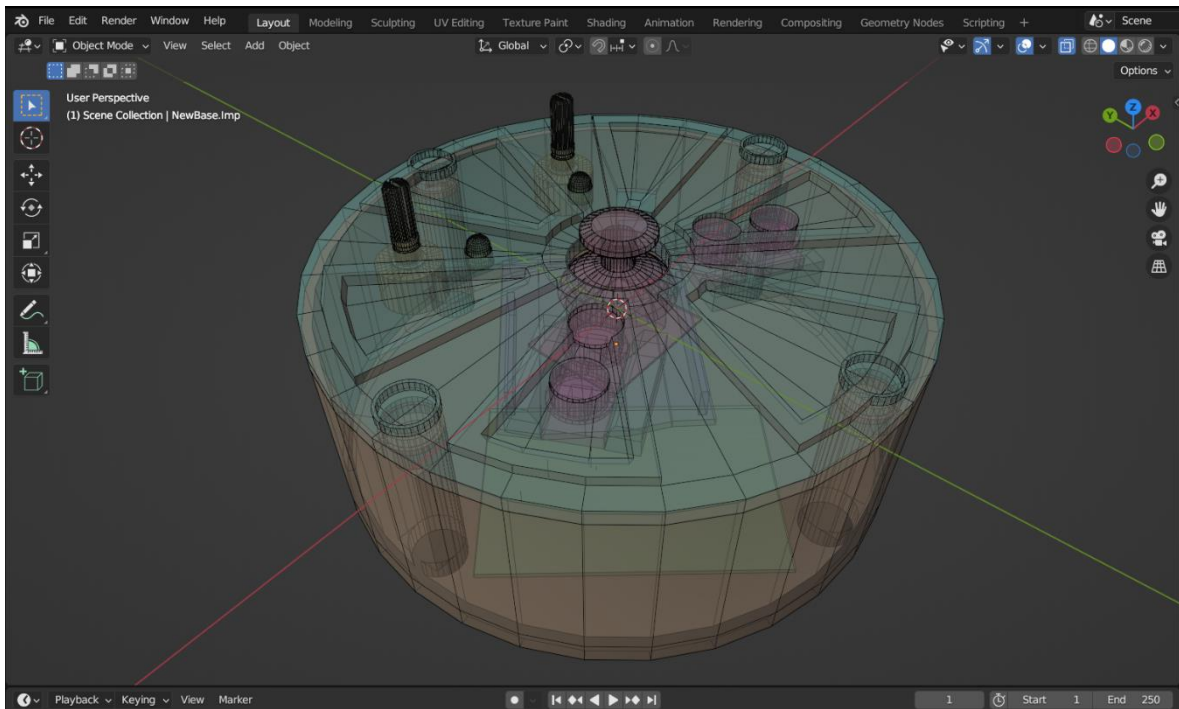 File Edit Render Window Help Layout Modeling Sculpting UV Editing Texture Paint Shading Animation Rendering Compositing Geometry Nodes Scripting + Scene
Object Mode View Select Add Object Global
Options
User Perspective
(1) Scene Collection | NewBase.Imp
Z
Y X
Playback Keying View Marker 1 Start 1 End 250